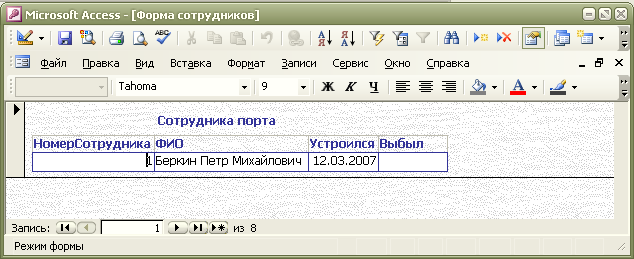 Microsoft Access - [Форма сотрудников]
Файл Правка Вид Вставка Формат Записи Сервис Окно Справка
Tahoma 9 Ж К Ч
Сотрудника порта
НомерСотрудника ФИО Устроился Выбыл
1 Беркин Петр Михайлович 12.03.2007
Запись: 1 из 8
Режим формы